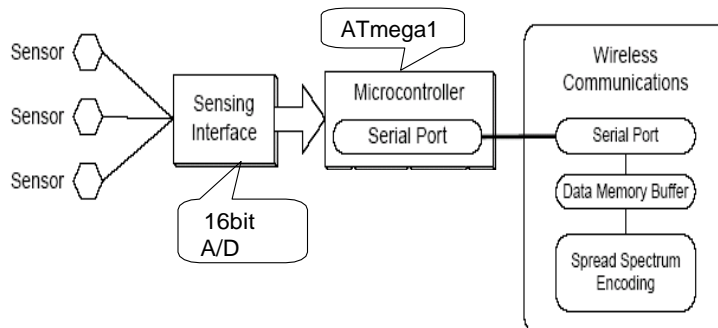 ATmega1
Sensor
Sensor
Sensor
Sensing
Interface
16bit
A/D
Microcontroller
Serial Port
Wireless
Communications
Serial Port
Data Memory Buffer
Spread Spectrum
Encoding